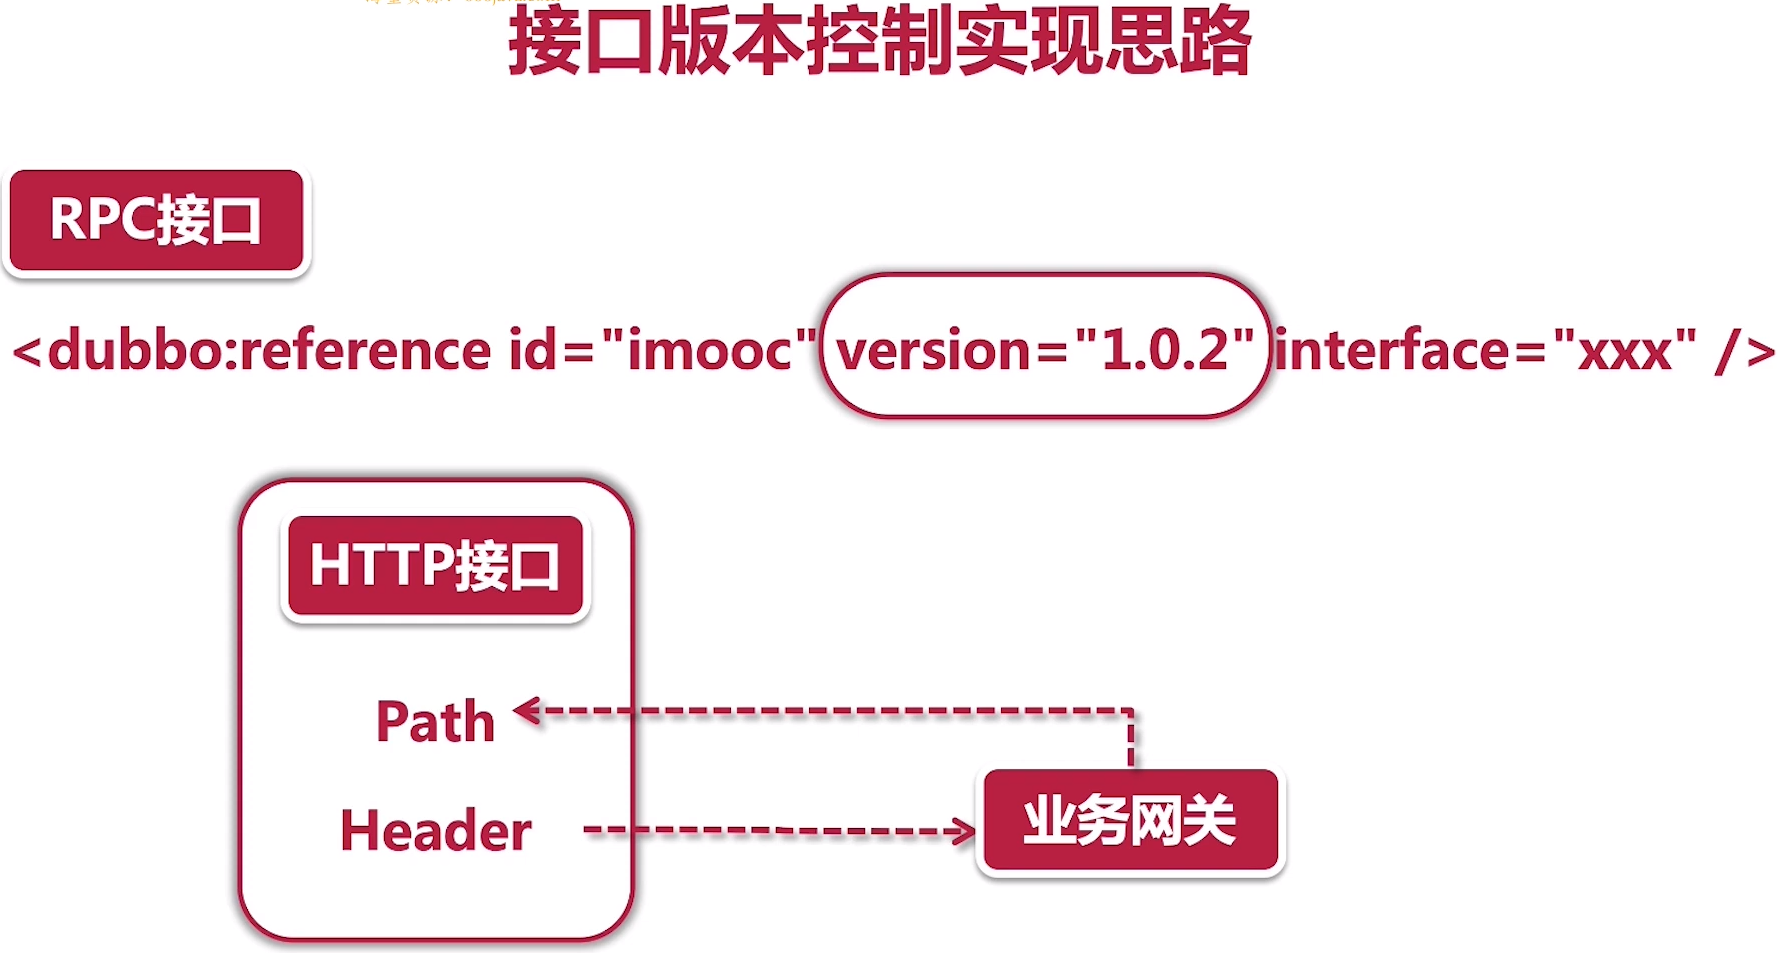 接口版本控制实现思路
RPC接口
<dubbo:reference id="imooc" version="1.0.2" interface="xxx" />
HTTP接口
Path
Header
业务网关